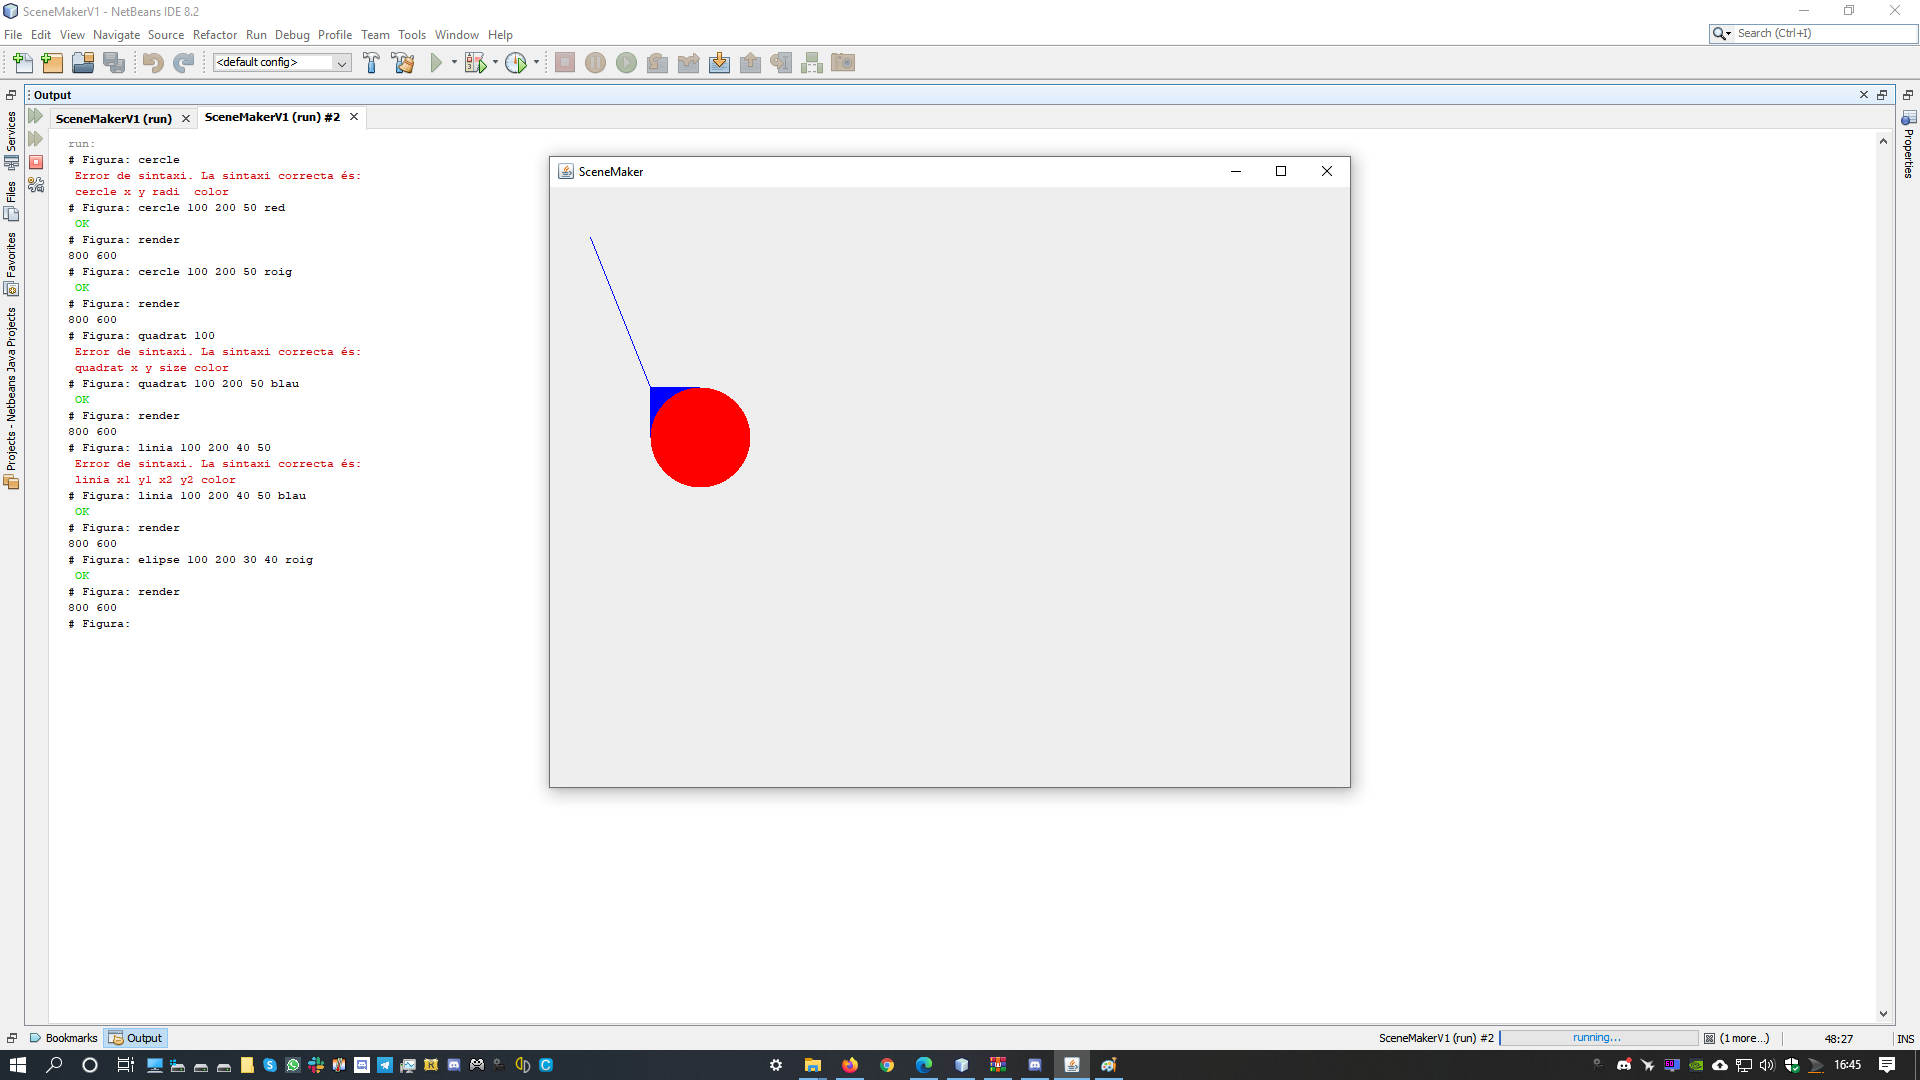 SceneMakerV1 - NetBeans IDE 8.2
File Edit View Navigate Source Refactor Run Debug Profile Team Tools Window Help
Search (Ctrl+I)
<default config>
Output
SceneMakerV1 (run)
SceneMakerV1 (run) #2
Services
Files
Favorites
Projects - Netbeans Java Projects
Properties
run:
# Figura: cercle
Error de sintaxi. La sintaxi correcta és:
cercle x y radi  color
# Figura: cercle 100 200 50 red
OK
# Figura: render
800 600
# Figura: cercle 100 200 50 roig
OK
# Figura: render
800 600
# Figura: quadrat 100
Error de sintaxi. La sintaxi correcta és:
quadrat x y size color
# Figura: quadrat 100 200 50 blau
OK
# Figura: render
800 600
# Figura: linia 100 200 40 50
Error de sintaxi. La sintaxi correcta és:
linia x1 y1 x2 y2 color
# Figura: linia 100 200 40 50 blau
OK
# Figura: render
800 600
# Figura: elipse 100 200 30 40 roig
OK
# Figura: render
800 600
# Figura:
SceneMaker
Bookmarks
Output
SceneMakerV1 (run) #2
running...
(1 more...)
48:27
INS
16:45